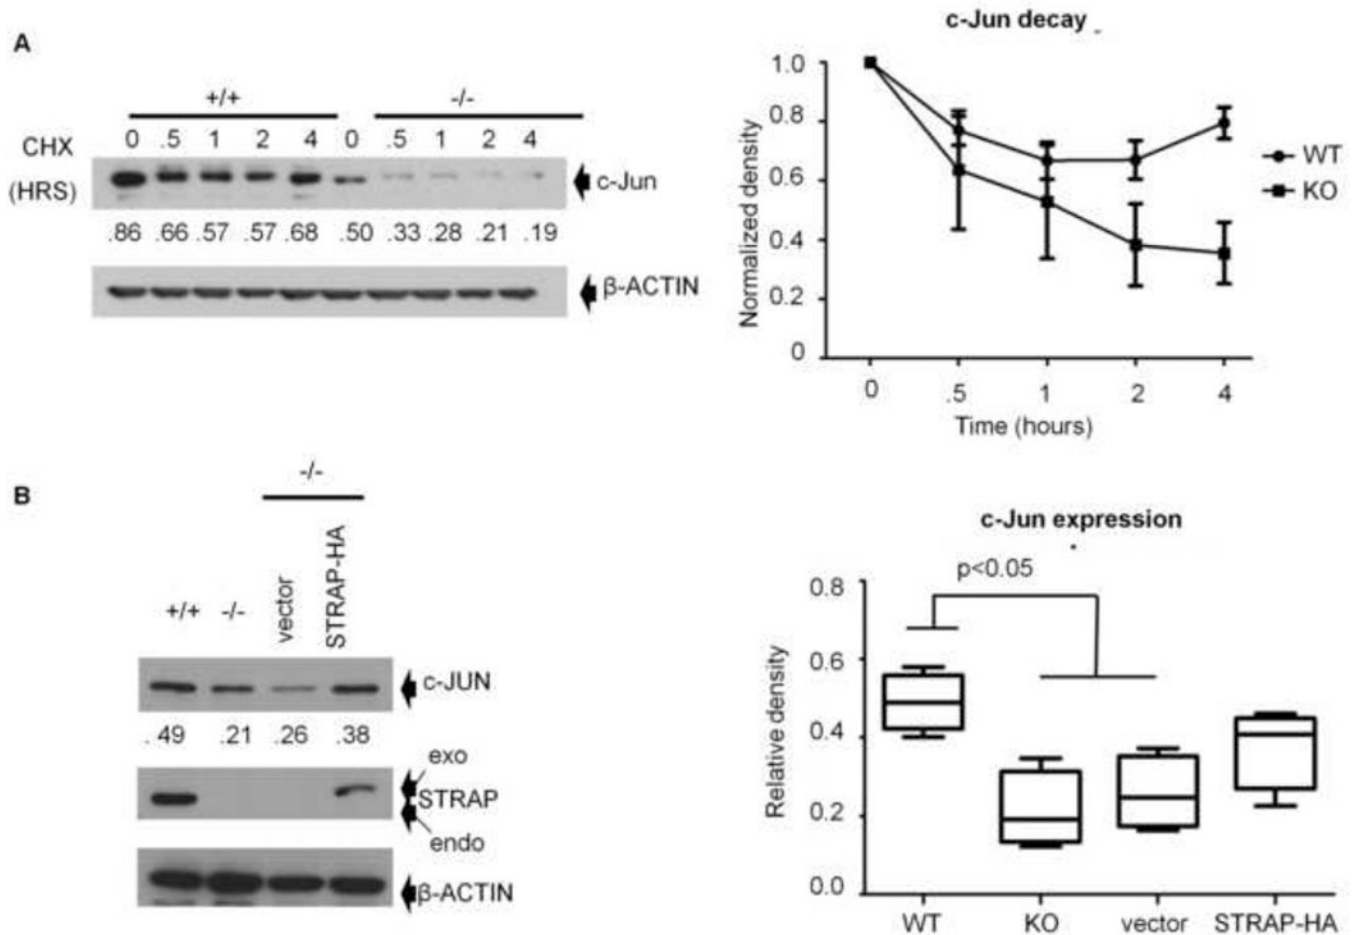 A
+/+ -/-
CHX
(HRS)
0 .5 1 2 4 0 .5 1 2 4
c-Jun
.86 .66 .57 .57 .68 .50 .33 .28 .21 .19
β-ACTIN
c-Jun decay
Normalized density
1.0
0.8
0.6
0.4
0.2
0
0 .5 1 2 4
Time (hours)
WT
KO
B
-/-
+/+ -/- vector STRAP-HA
c-JUN
.49 .21 .26 .38
exo
STRAP
endo
β-ACTIN
c-Jun expression
p<0.05
Relative density
0.8
0.6
0.4
0.2
0.0
WT KO vector STRAP-HA